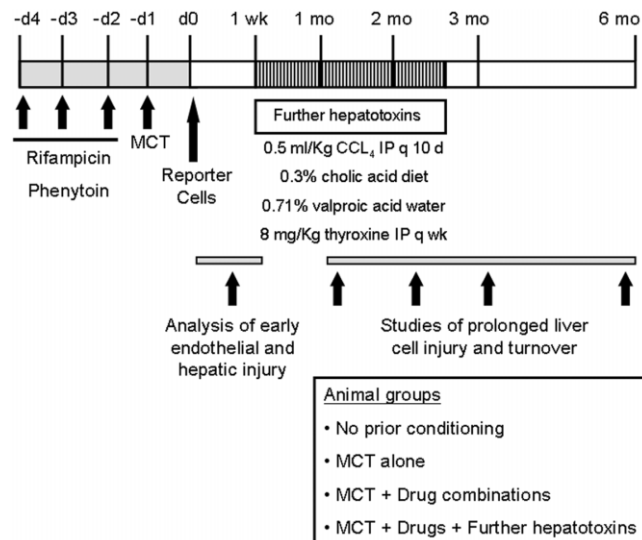 -d4 -d3 -d2 -d1 d0 1 wk 1 mo 2 mo 3 mo 6 mo
MCT
Rifampicin
Phenytoin
Reporter
Cells
Further hepatotoxins
0.5 ml/Kg CCL4 IP q 10 d
0.3% cholic acid diet
0.71% valproic acid water
8 mg/Kg thyroxine IP q wk
Analysis of early
endothelial and
hepatic injury
Studies of prolonged liver
cell injury and turnover
Animal groups
• No prior conditioning
• MCT alone
• MCT + Drug combinations
• MCT + Drugs + Further hepatotoxins